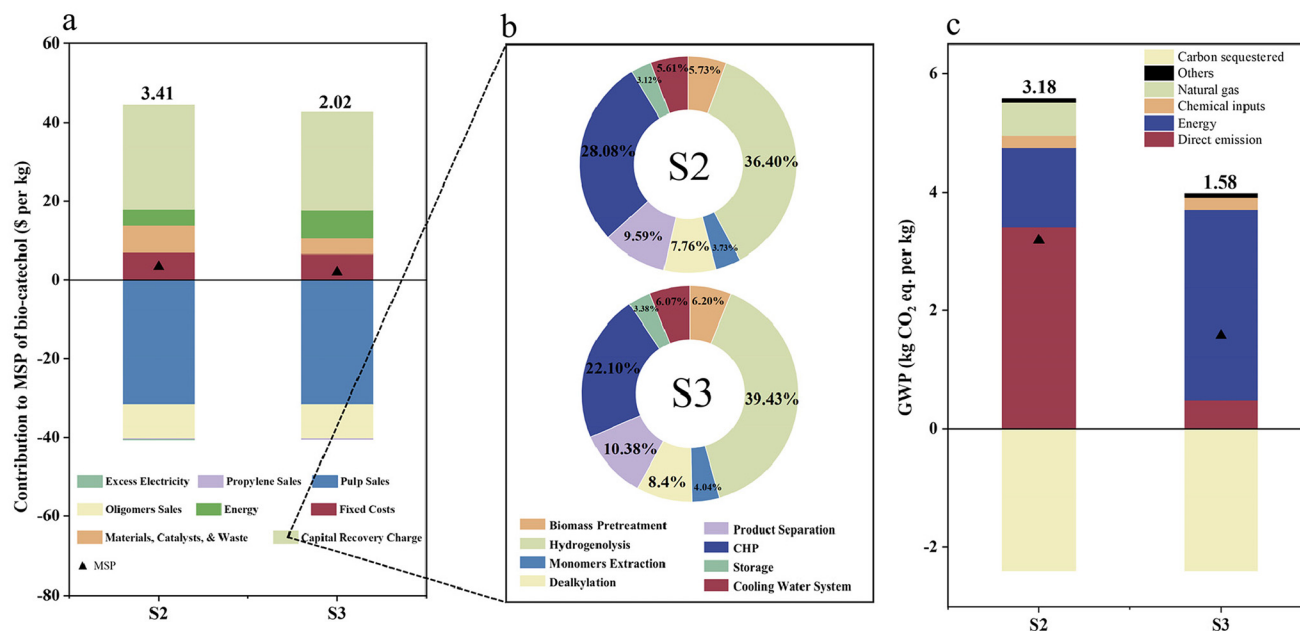 a
Contribution to MSP of bio-catechol ($ per kg)
60
40
20
0
-20
-40
-60
-80
3.41
2.02
Excess Electricity
Propylene Sales
Pulp Sales
Oligomers Sales
Energy
Fixed Costs
Materials, Catalysts, & Waste
Capital Recovery Charge
MSP
S2
S3
b
5.73%
36.40%
3.73%
7.76%
9.59%
28.08%
3.12%
5.61%
S2
6.20%
39.43%
4.04%
8.4%
10.38%
22.10%
3.38%
6.07%
S3
Biomass Pretreatment
Hydrogenolysis
Monomers Extraction
Dealkylation
Product Separation
CHP
Storage
Cooling Water System
c
GWP (kg CO₂ eq. per kg)
6
4
2
0
-2
3.18
1.58
Carbon sequestered
Others
Natural gas
Chemical inputs
Energy
Direct emission
S2
S3